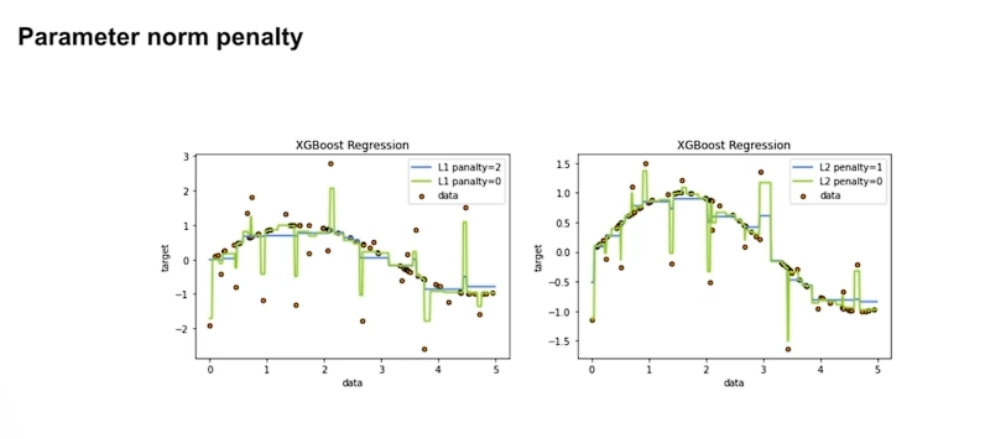 Parameter norm penalty
XGBoost Regression
L1 panalty=2
L1 panalty=0
data
3
2
1
0
−1
−2
target
0 1 2 3 4 5
data
XGBoost Regression
L2 penalty=1
L2 penalty=0
data
1.5
1.0
0.5
0.0
−0.5
−1.0
−1.5
target
0 1 2 3 4 5
data